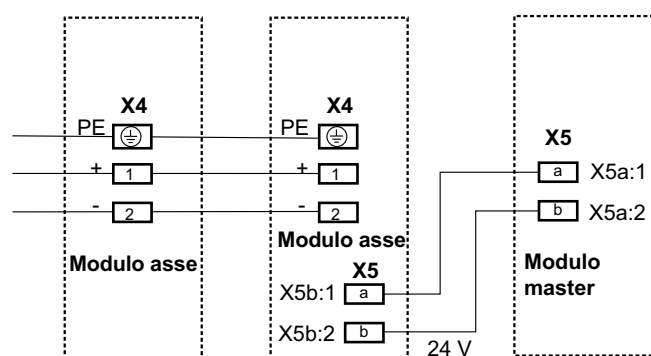 X4
PE
+
1
-
2
Modulo asse
X4
PE
+
1
-
2
Modulo asse
X5
X5b:1
a
X5b:2
b
24 V
X5
a
X5a:1
b
X5a:2
Modulo
master